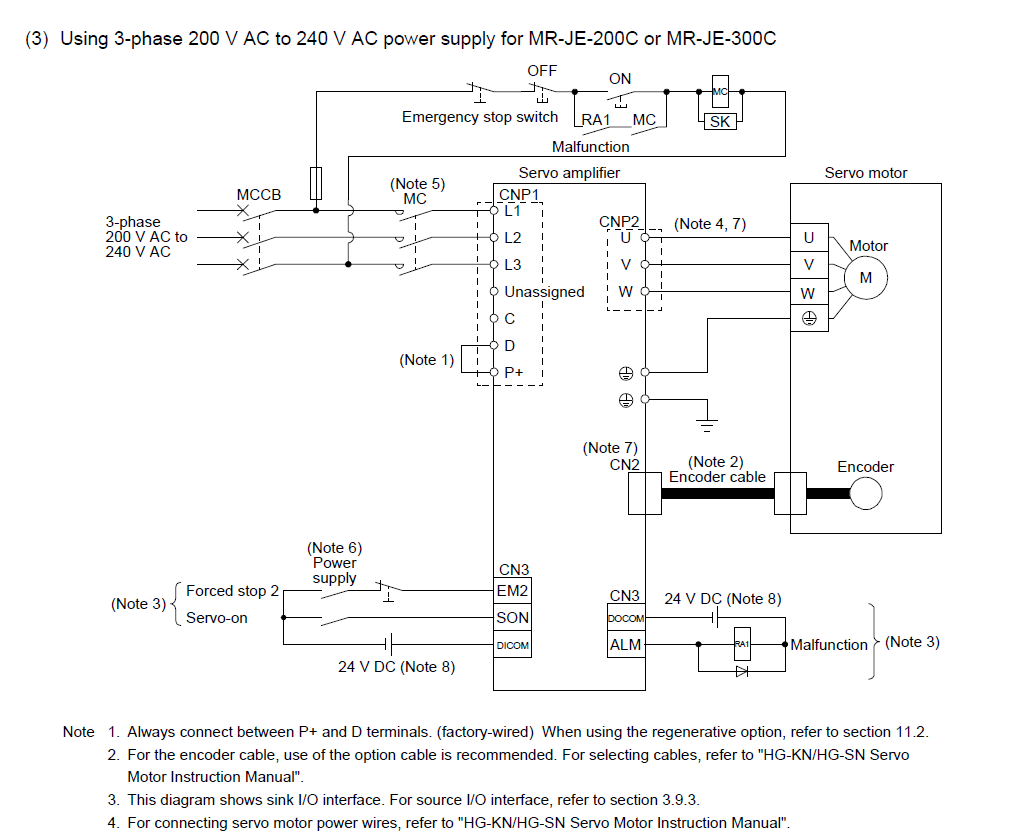 (3) Using 3-phase 200 V AC to 240 V AC power supply for MR-JE-200C or MR-JE-300C
OFF
ON
MC
Emergency stop switch
RA1
MC
SK
Malfunction
Servo amplifier
Servo motor
MCCB
(Note 5)
MC
CNP1
L1
3-phase
200 V AC to
240 V AC
CNP2
(Note 4, 7)
U
U
Motor
L2
V
V
M
L3
W
W
Unassigned
C
D
(Note 1)
P+
(Note 7)
CN2
(Note 2)
Encoder cable
Encoder
(Note 6)
Power
supply
CN3
Forced stop 2
EM2
CN3
24 V DC (Note 8)
(Note 3)
Servo-on
SON
DOCOM
DICOM
ALM
RA1
Malfunction
(Note 3)
24 V DC (Note 8)
Note 1. Always connect between P+ and D terminals. (factory-wired) When using the regenerative option, refer to section 11.2.
2. For the encoder cable, use of the option cable is recommended. For selecting cables, refer to "HG-KN/HG-SN Servo
Motor Instruction Manual".
3. This diagram shows sink I/O interface. For source I/O interface, refer to section 3.9.3.
4. For connecting servo motor power wires, refer to "HG-KN/HG-SN Servo Motor Instruction Manual".